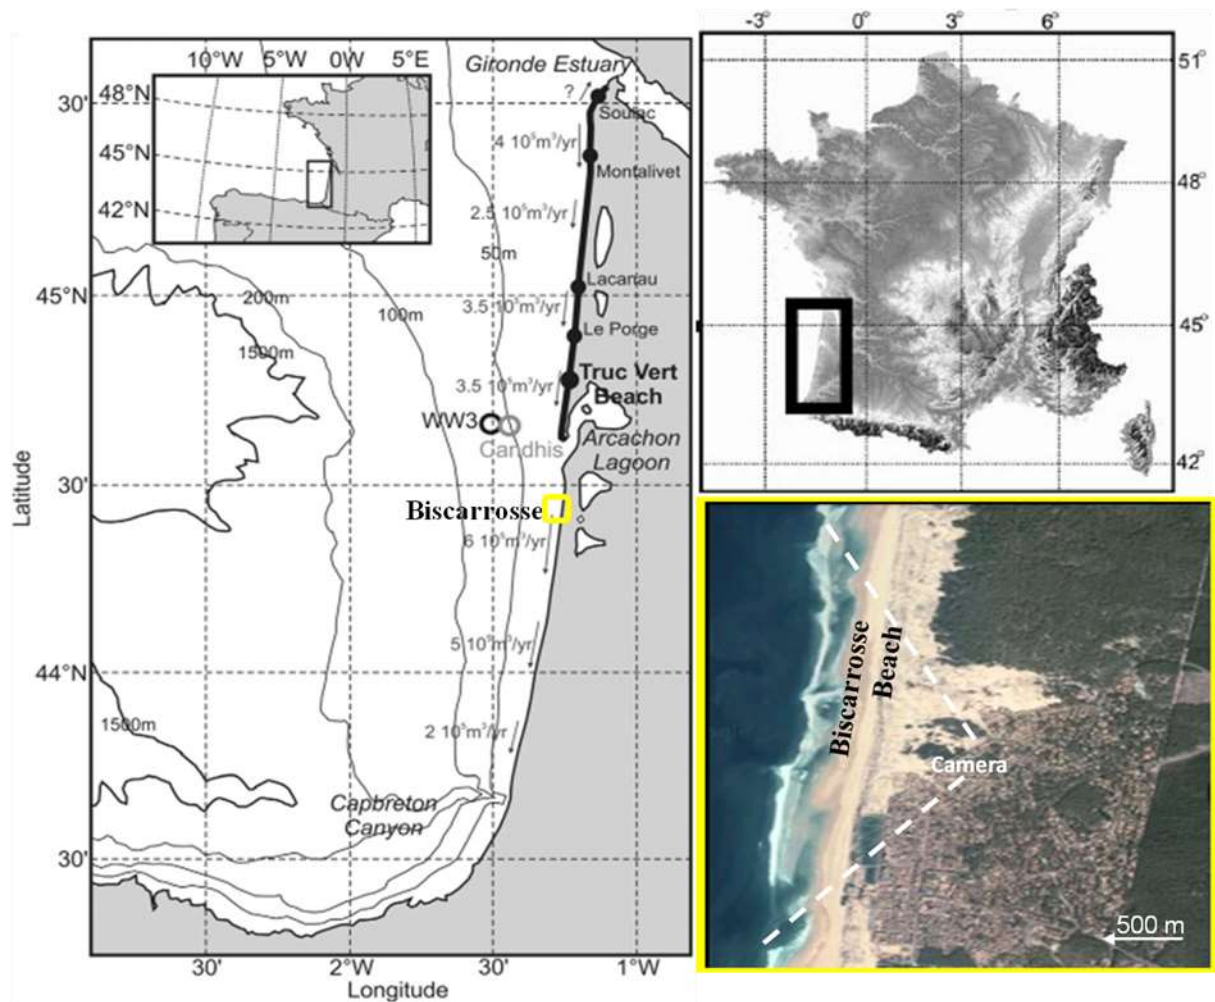 10°W 5°W 0°W 5°E
48°N
45°N
42°N
Gironde Estuary
?
Soulac
4 10⁵m³/yr
Montalivet
2.5 10⁵m³/yr
50m
Lacanau
200m
3.5 10⁵m³/yr
100m
Le Porge
1500m
Truc Vert
Beach
3.5 10⁵m³/yr
WW3
Candhis
Arcachon
Lagoon
Biscarrosse
6 10⁵m³/yr
5 10⁵m³/yr
1500m
2 10⁵m³/yr
Capbreton
Canyon
30'
45°N
30'
44°N
30'
Latitude
30' 2°W 30' 1°W
Longitude
-3° 0° 3° 6°
51°
48°
45°
42°
Biscarrosse
Beach
Camera
500 m